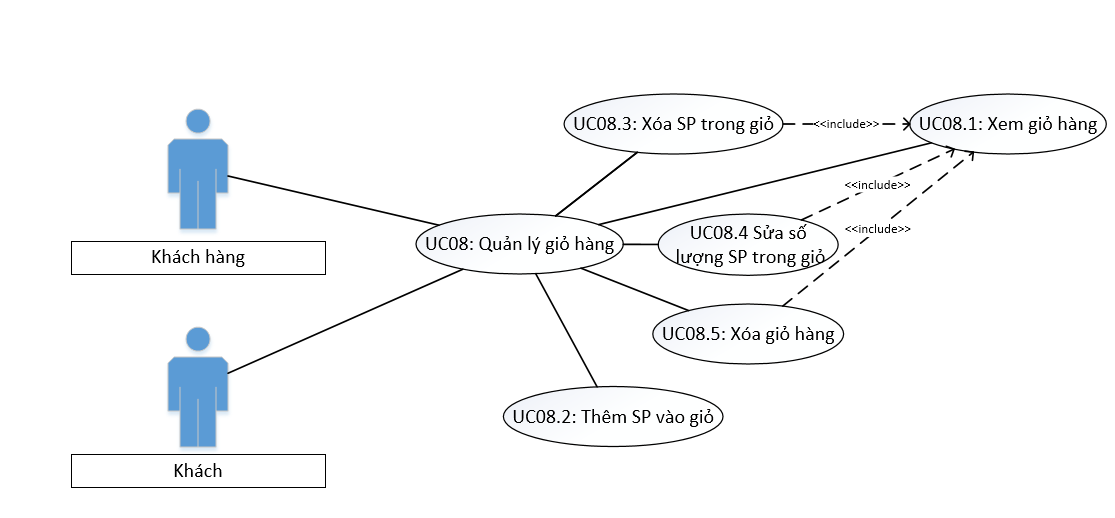 UC08.3: Xóa SP trong giỏ
<<include>>
UC08.1: Xem giỏ hàng
<<include>>
UC08: Quản lý giỏ hàng
UC08.4 Sửa số
lượng SP trong giỏ
<<include>>
Khách hàng
UC08.5: Xóa giỏ hàng
UC08.2: Thêm SP vào giỏ
Khách